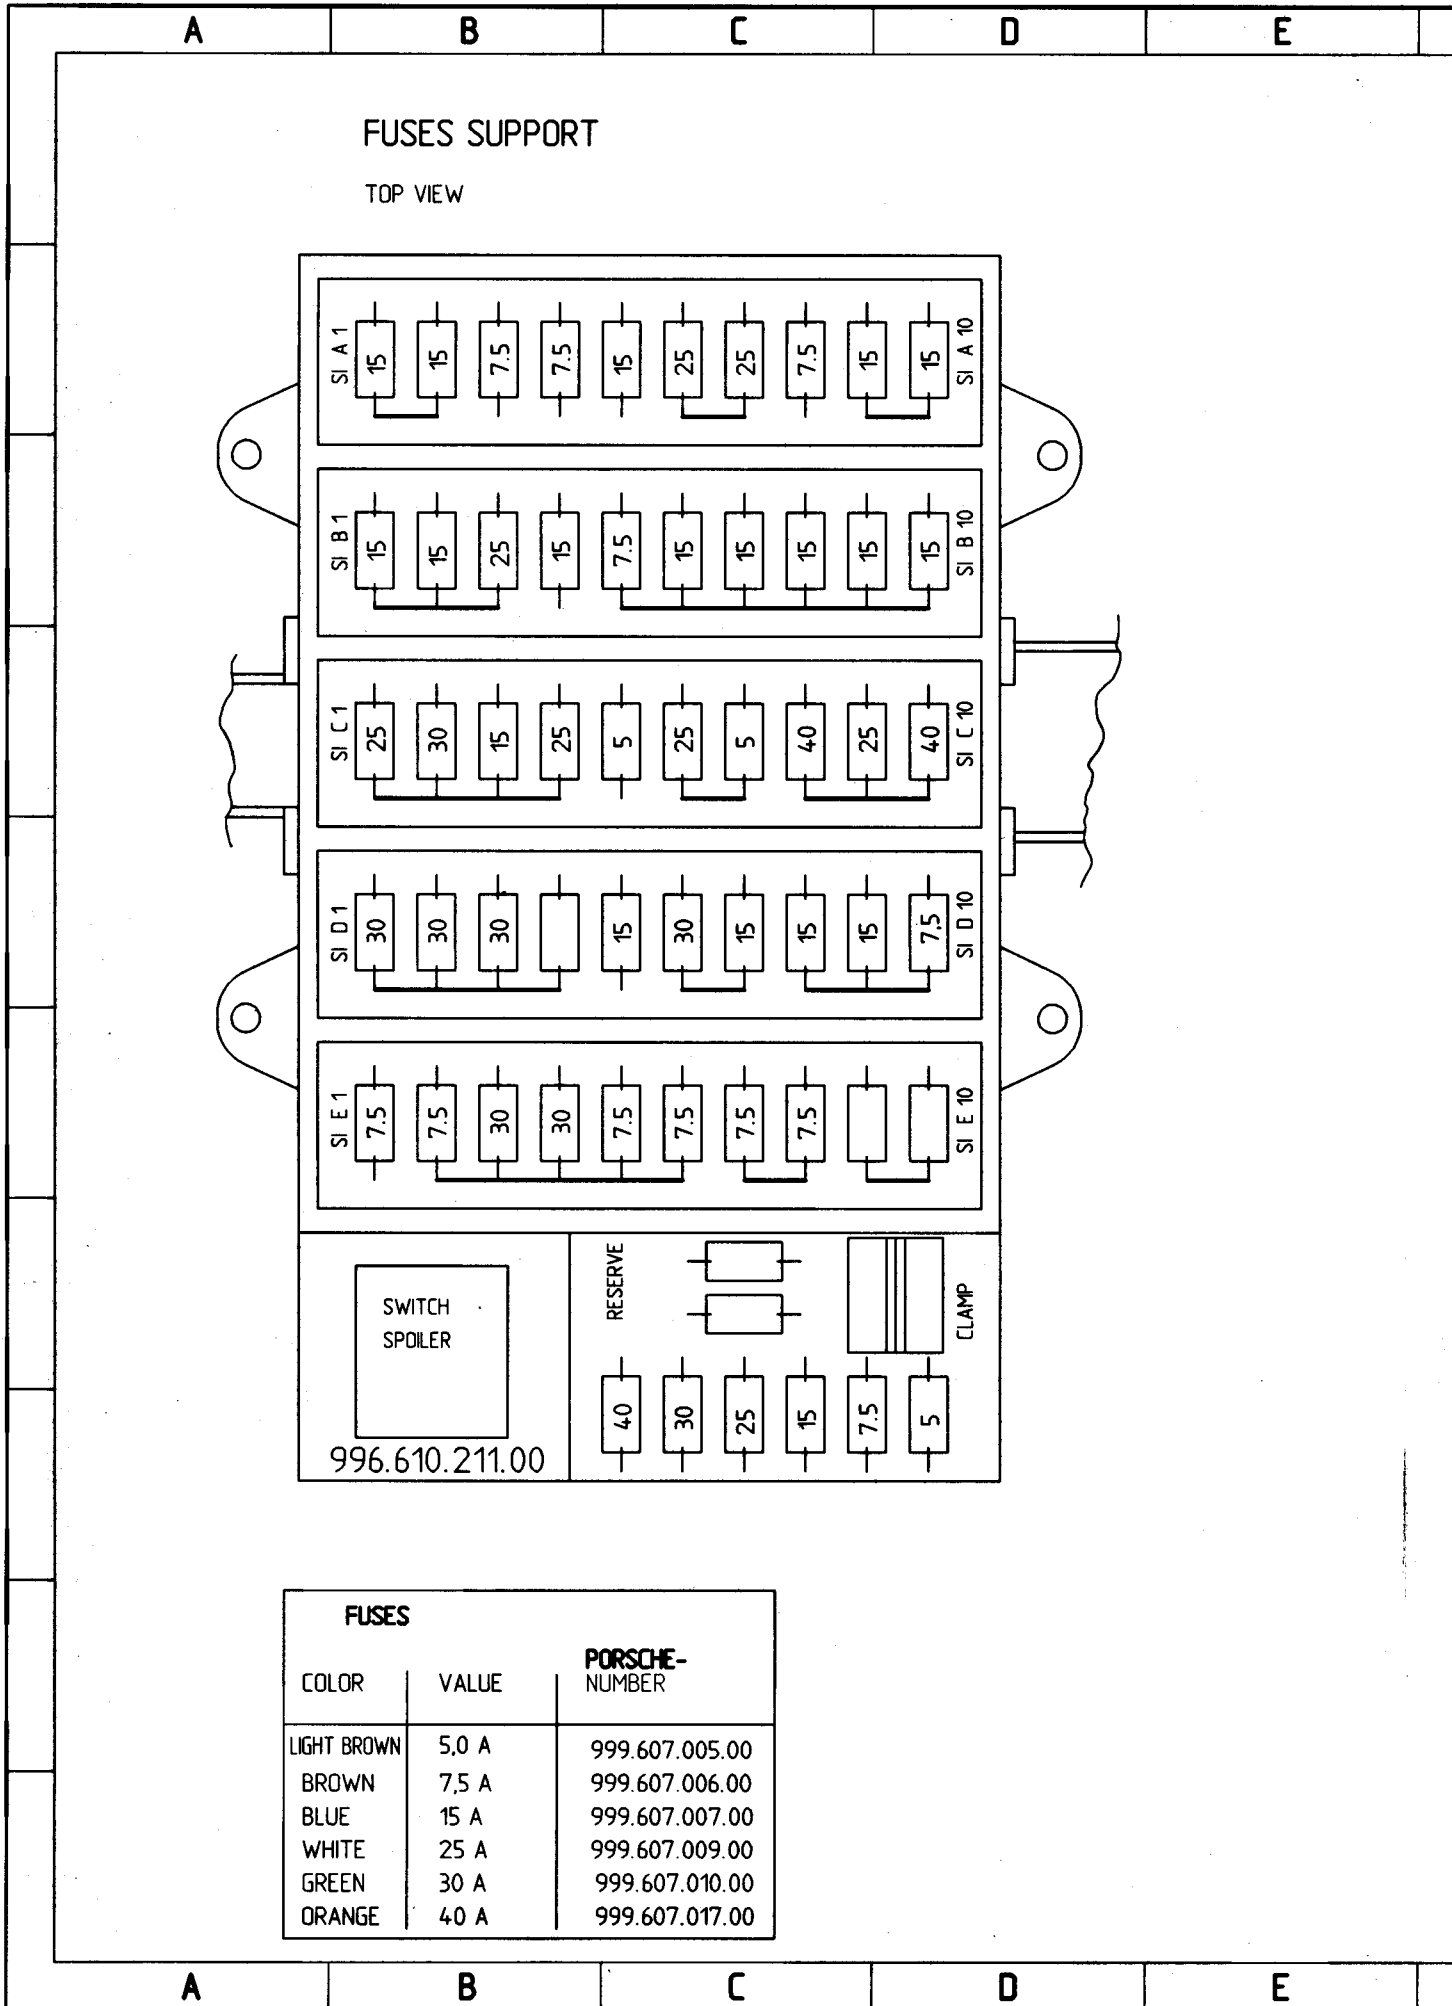 A B C D E
FUSES SUPPORT
TOP VIEW
SI A 1 15 15 7.5 7.5 15 25 25 7.5 15 15 SI A 10
SI B 1 15 15 25 15 7.5 15 15 15 15 15 SI B 10
SI C 1 25 30 15 25 5 25 5 40 25 40 SI C 10
SI D 1 30 30 30 15 30 15 15 15 7,5 SI D 10
SI E 1 7.5 7.5 30 30 7.5 7.5 7.5 7.5 SI E 10
SWITCH
SPOILER
996.610.211.00
RESERVE
CLAMP
40 30 25 15 7.5 5
FUSES
COLOR VALUE PORSCHE-
NUMBER
LIGHT BROWN 5,0 A 999.607.005.00
BROWN 7,5 A 999.607.006.00
BLUE 15 A 999.607.007.00
WHITE 25 A 999.607.009.00
GREEN 30 A 999.607.010.00
ORANGE 40 A 999.607.017.00
A B C D E